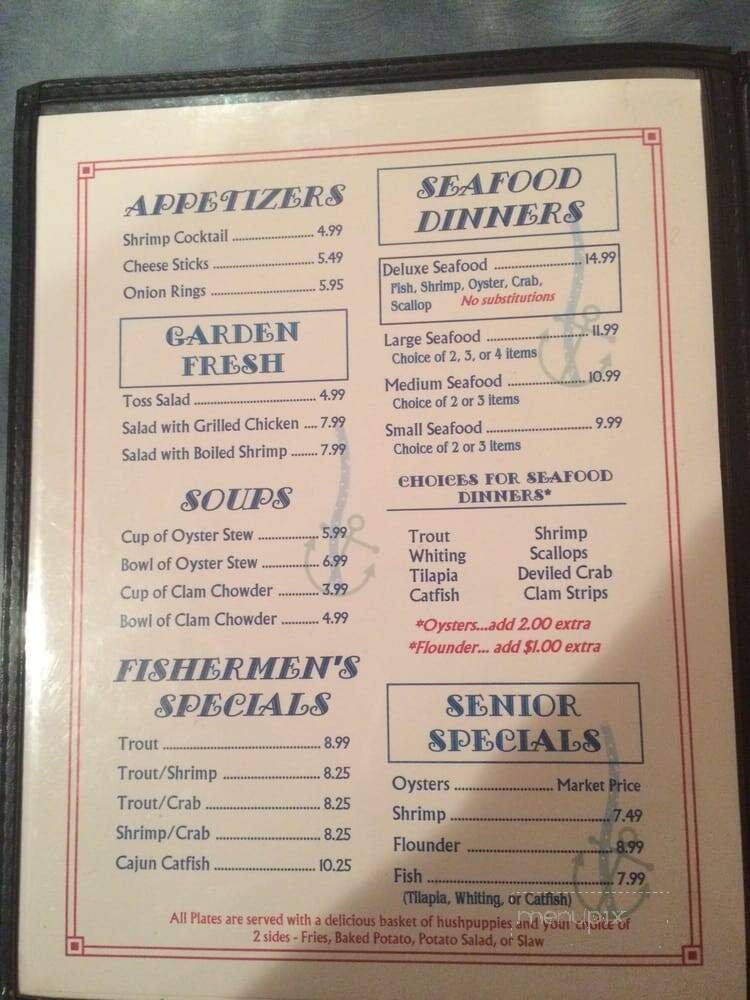 APPETIZERS
Shrimp Cocktail ..................... 4.99
Cheese Sticks ........................... 5.49
Onion Rings ............................. 5.95
GARDEN
FRESH
Toss Salad ................................ 4.99
Salad with Grilled Chicken .... 7.99
Salad with Boiled Shrimp ........ 7.99
SOUPS
Cup of Oyster Stew ................ 5.99
Bowl of Oyster Stew ................ 6.99
Cup of Clam Chowder ........... 3.99
Bowl of Clam Chowder .......... 4.99
FISHERMEN'S
SPECIALS
Trout .......................................... 8.99
Trout/Shrimp .......................... 8.25
Trout/Crab ............................... 8.25
Shrimp/Crab ............................ 8.25
Cajun Catfish ........................... 10.25
SEAFOOD
DINNERS
Deluxe Seafood ...................... 14.99
Fish, Shrimp, Oyster, Crab,
Scallop No substitutions
Large Seafood .......................... 11.99
Choice of 2, 3, or 4 items
Medium Seafood ..................... 10.99
Choice of 2 or 3 items
Small Seafood ............................ 9.99
Choice of 2 or 3 items
CHOICES FOR SEAFOOD
DINNERS*
Trout Shrimp
Whiting Scallops
Tilapia Deviled Crab
Catfish Clam Strips
*Oysters...add 2.00 extra
*Flounder... add $1.00 extra
SENIOR
SPECIALS
Oysters ......................... Market Price
Shrimp ........................................... 7.49
Flounder ...................................... 8.99
Fish ................................................. 7.99
(Tilapia, Whiting, or Catfish)
menupix
All Plates are served with a delicious basket of hushpuppies and your choice of
2 sides - Fries, Baked Potato, Potato Salad, or Slaw